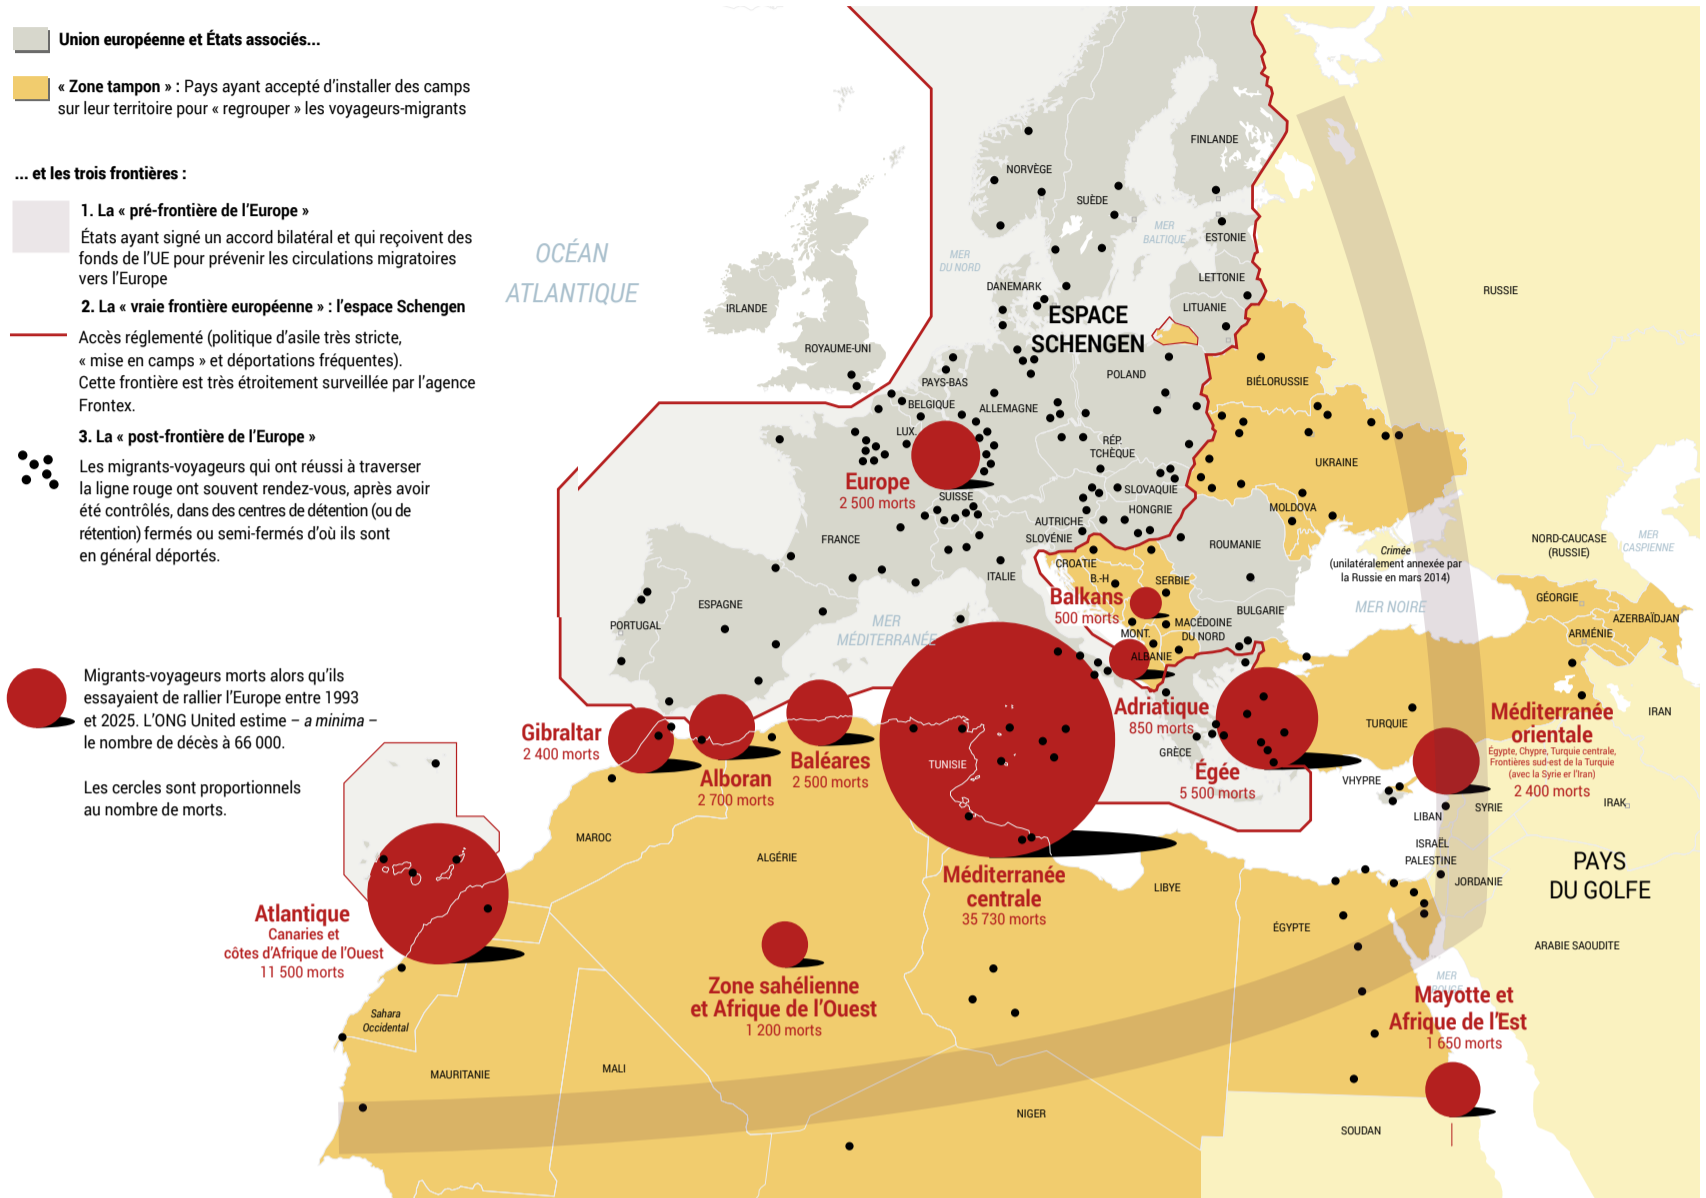 Union européenne et États associés...
« Zone tampon » : Pays ayant accepté d'installer des camps
sur leur territoire pour « regrouper » les voyageurs-migrants
... et les trois frontières :
1. La « pré-frontière de l'Europe »
États ayant signé un accord bilatéral et qui reçoivent des
fonds de l'UE pour prévenir les circulations migratoires
vers l'Europe
2. La « vraie frontière européenne » : l'espace Schengen
Accès réglementé (politique d'asile très stricte,
« mise en camps » et déportations fréquentes).
Cette frontière est très étroitement surveillée par l'agence
Frontex.
3. La « post-frontière de l'Europe »
Les migrants-voyageurs qui ont réussi à traverser
la ligne rouge ont souvent rendez-vous, après avoir
été contrôlés, dans des centres de détention (ou de
rétention) fermés ou semi-fermés d'où ils sont
en général déportés.
Migrants-voyageurs morts alors qu'ils
essayaient de rallier l'Europe entre 1993
et 2025. L'ONG United estime – a minima –
le nombre de décès à 66 000.
Les cercles sont proportionnels
au nombre de morts.
OCÉAN
ATLANTIQUE
MER
DU NORD
MER
BALTIQUE
NORVÈGE
SUÈDE
FINLANDE
ESTONIE
LETTONIE
LITUANIE
RUSSIE
DANEMARK
ESPACE
SCHENGEN
IRLANDE
ROYAUME-UNI
PAYS-BAS
BELGIQUE
LUX.
ALLEMAGNE
POLAND
BIÉLORUSSIE
UKRAINE
RÉP.
TCHÈQUE
SLOVAQUIE
Europe
2 500 morts
SUISSE
AUTRICHE
HONGRIE
SLOVÉNIE
MOLDOVA
ROUMANIE
FRANCE
ITALIE
CROATIE
B.-H
SERBIE
Balkans
500 morts
MONT.
MACÉDOINE
DU NORD
ALBANIE
BULGARIE
Crimée
(unilatéralement annexée par
la Russie en mars 2014)
MER NOIRE
NORD-CAUCASE
(RUSSIE)
MER
CASPIENNE
GÉORGIE
AZERBAÏDJAN
ARMÉNIE
PORTUGAL
ESPAGNE
MER
MÉDITERRANÉE
Gibraltar
2 400 morts
Alboran
2 700 morts
Baléares
2 500 morts
TUNISIE
Adriatique
850 morts
GRÈCE
Égée
5 500 morts
TURQUIE
Méditerranée
orientale
Égypte, Chypre, Turquie centrale,
Frontières sud-est de la Turquie
(avec la Syrie er l'Iran)
2 400 morts
IRAN
VHYPRE
LIBAN
SYRIE
IRAK
ISRAËL
PALESTINE
JORDANIE
PAYS
DU GOLFE
ARABIE SAOUDITE
MAROC
ALGÉRIE
Méditerranée
centrale
35 730 morts
LIBYE
ÉGYPTE
Atlantique
Canaries et
côtes d'Afrique de l'Ouest
11 500 morts
Zone sahélienne
et Afrique de l'Ouest
1 200 morts
MER
ROUGE
Mayotte et
Afrique de l'Est
1 650 morts
Sahara
Occidental
MAURITANIE
MALI
NIGER
SOUDAN